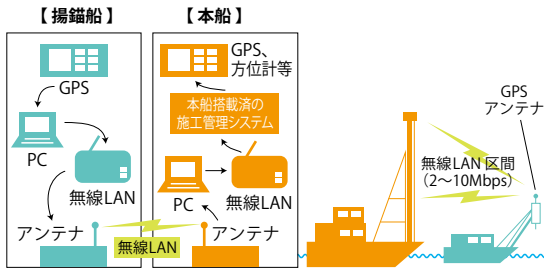 【 揚錨船 】
GPS
PC
無線LAN
アンテナ
無線LAN
【 本船 】
GPS、
方位計等
本船搭載済の
施工管理システム
PC
無線LAN
アンテナ
無線LAN 区間
(2〜10Mbps)
GPS
アンテナ